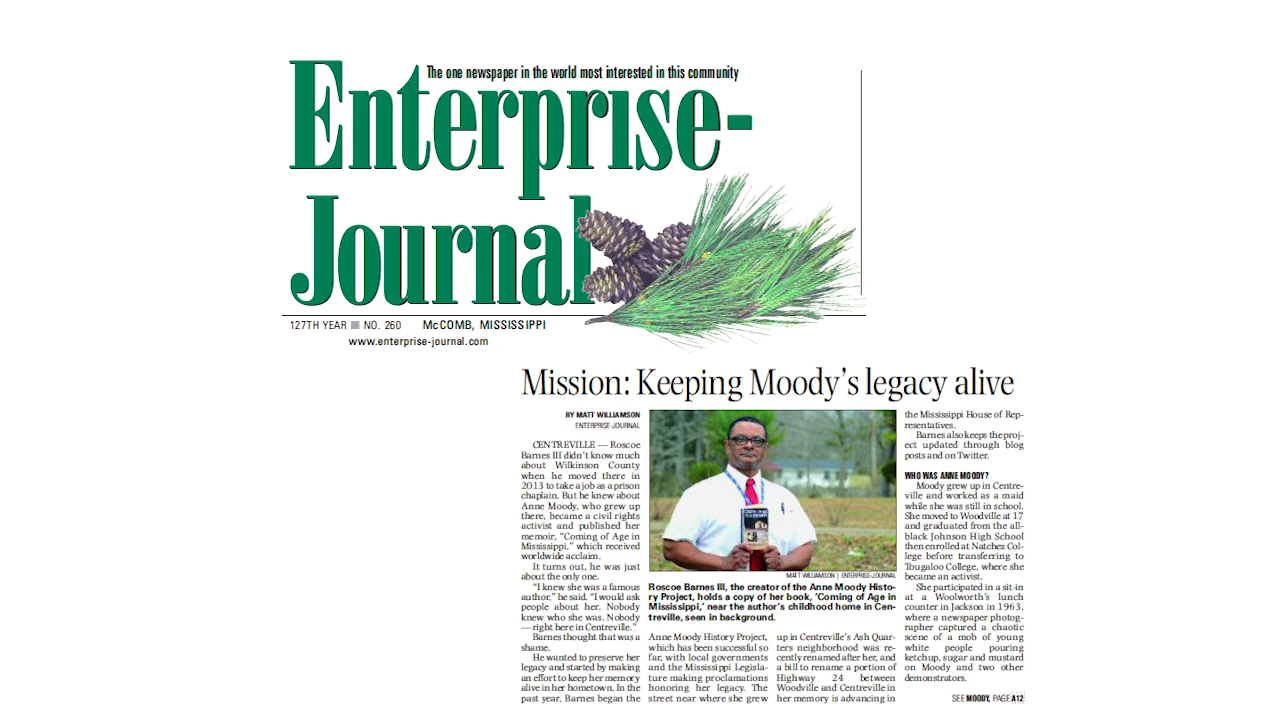 The one newspaper in the world most interested in this community
Enterprise-
Journal
127TH YEAR ■ NO. 260 McCOMB, MISSISSIPPI
www.enterprise-journal.com
Mission: Keeping Moody's legacy alive
BY MATT WILLIAMSON
ENTERPRISE-JOURNAL
CENTREVILLE — Roscoe
Barnes III didn't know much
about Wilkinson County
when he moved there in
2013 to take a job as a prison
chaplain. But he knew about
Anne Moody, who grew up
there, became a civil rights
activist and published her
memoir, “Coming of Age in
Mississippi,” which received
worldwide acclaim.
It turns out, he was just
about the only one.
“I knew she was a famous
author,” he said. “I would ask
people about her. Nobody
knew who she was. Nobody
—right here in Centreville.”
Barnes thought that was a
shame.
He wanted to preserve her
legacy and started by making
an effort to keep her memory
alive in her hometown. In the
past year, Barnes began the
MATT WILLIAMSON | ENTERPRISE-JOURNAL
Roscoe Barnes III, the creator of the Anne Moody Histo-
ry Project, holds a copy of her book, ‘Coming of Age in
Mississippi,’ near the author's childhood home in Cen-
treville, seen in background.
Anne Moody History Project,
which has been successful so
far, with local governments
and the Mississippi Legisla-
ture making proclamations
honoring her legacy. The
street near where she grew
up in Centreville's Ash Quar-
ters neighborhood was re-
cently renamed after her, and
a bill to rename a portion of
Highway 24 between
Woodville and Centreville in
her memory is advancing in
the Mississippi House of Rep-
resentatives.
Barnes also keeps the proj-
ect updated through blog
posts and on Twitter.
WHO WAS ANNE MOODY?
Moody grew up in Centre-
ville and worked as a maid
while she was still in school.
She moved to Woodville at 17
and graduated from the all-
black Johnson High School
then enrolled at Natchez Col-
lege before transferring to
Tougaloo College, where she
became an activist.
She participated in a sit-in
at a Woolworth's lunch
counter in Jackson in 1963,
where a newspaper photog-
rapher captured a chaotic
scene of a mob of young
white people pouring
ketchup, sugar and mustard
on Moody and two other
demonstrators.
SEE MOODY, PAGE A12